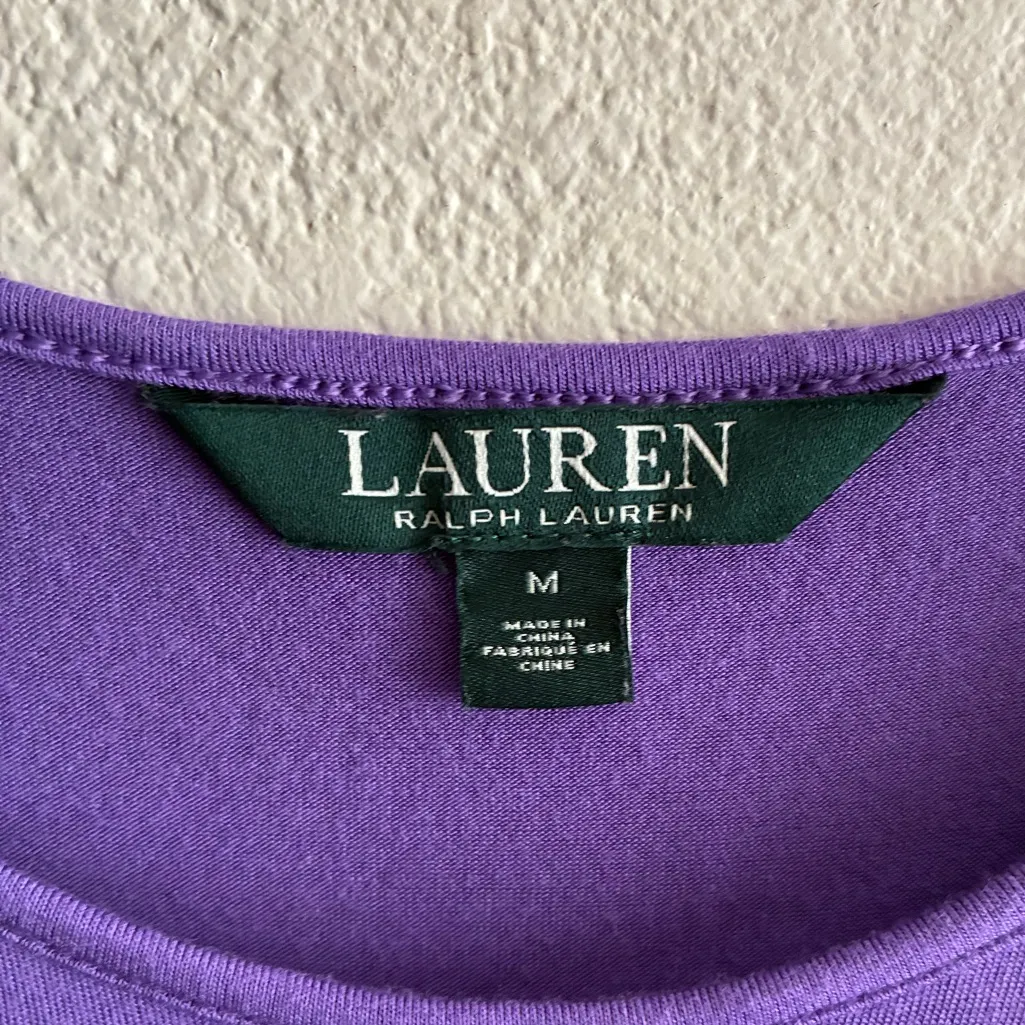 LAUREN
RALPH LAUREN
M
MADE IN
CHINA
FABRIQUÉ EN
CHINE